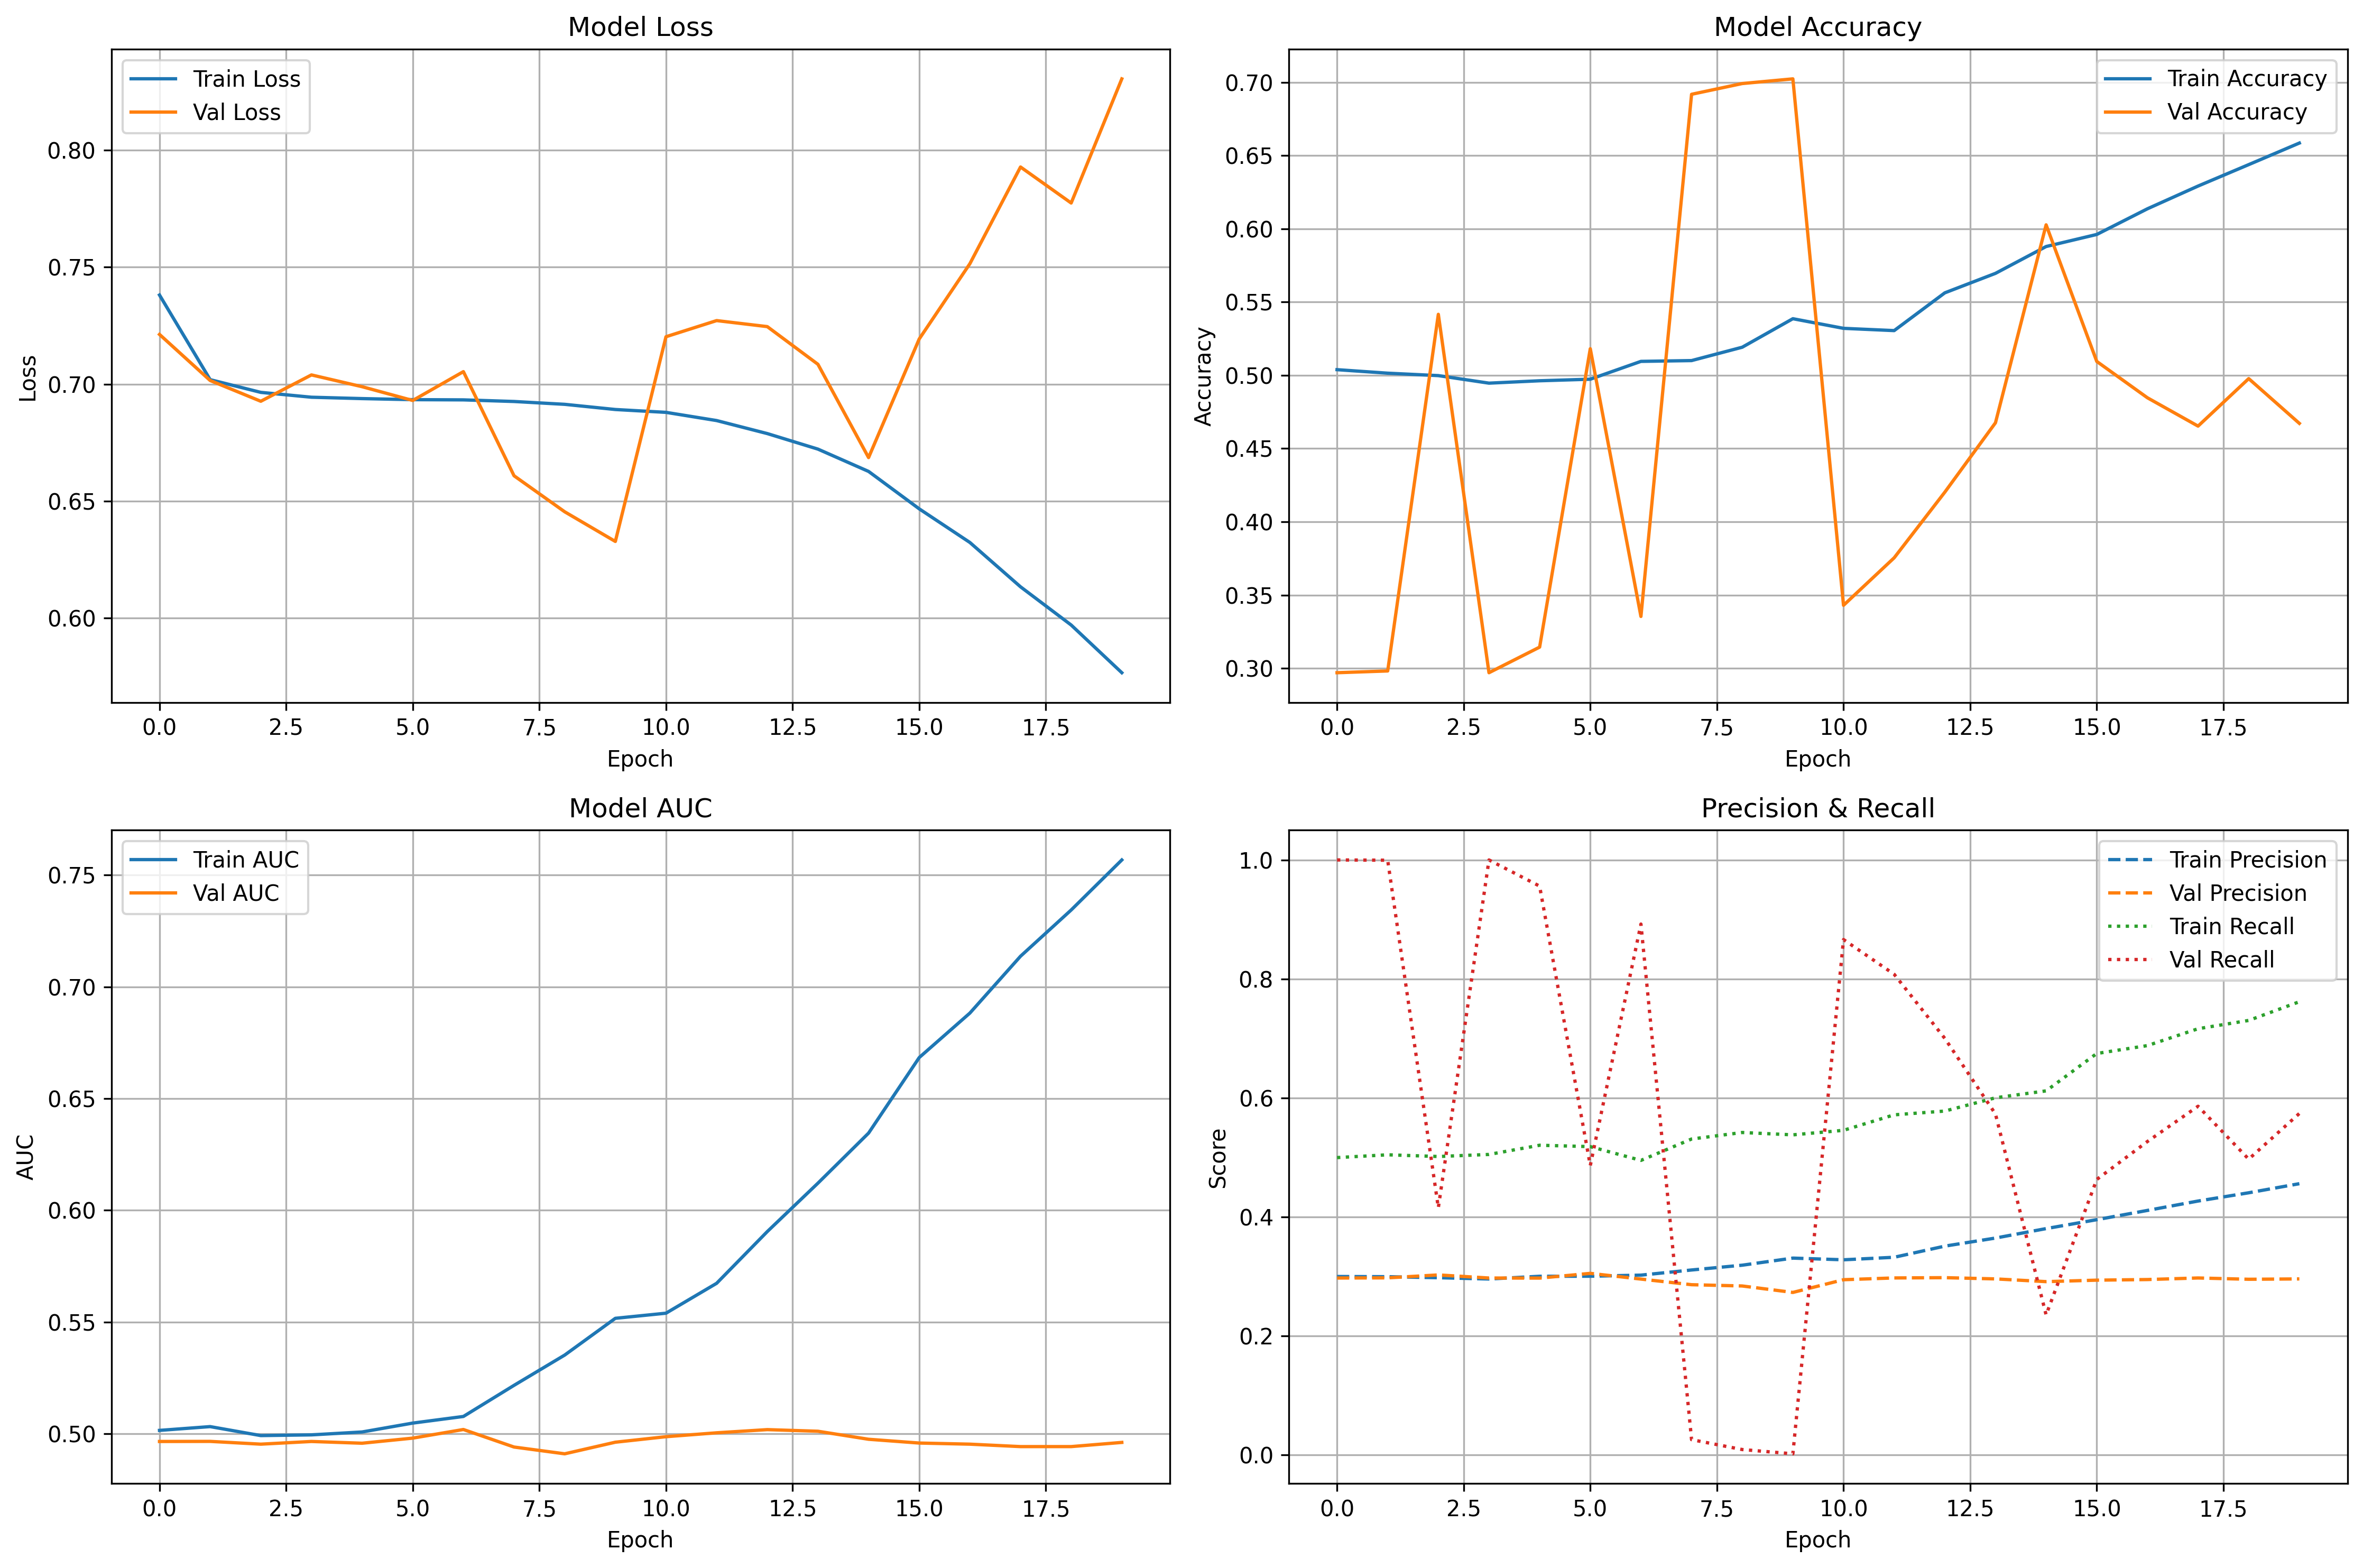 Model Loss
Train Loss
Val Loss
0.80
0.75
0.70
0.65
0.60
Loss
0.0 2.5 5.0 7.5 10.0 12.5 15.0 17.5
Epoch
Model Accuracy
Train Accuracy
Val Accuracy
0.70
0.65
0.60
0.55
0.50
0.45
0.40
0.35
0.30
Accuracy
0.0 2.5 5.0 7.5 10.0 12.5 15.0 17.5
Epoch
Model AUC
Train AUC
Val AUC
0.75
0.70
0.65
0.60
0.55
0.50
AUC
0.0 2.5 5.0 7.5 10.0 12.5 15.0 17.5
Epoch
Precision & Recall
Train Precision
Val Precision
Train Recall
Val Recall
1.0
0.8
0.6
0.4
0.2
0.0
Score
0.0 2.5 5.0 7.5 10.0 12.5 15.0 17.5
Epoch